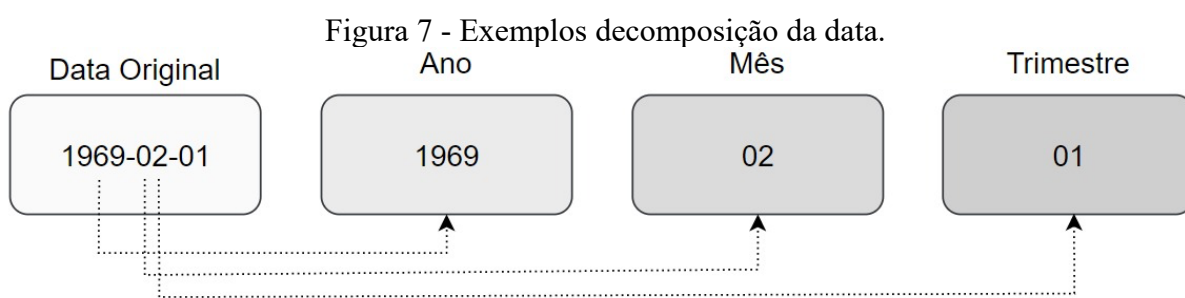 Figura 7 - Exemplos decomposição da data.
Data Original
Ano
Mês
Trimestre
1969-02-01
1969
02
01